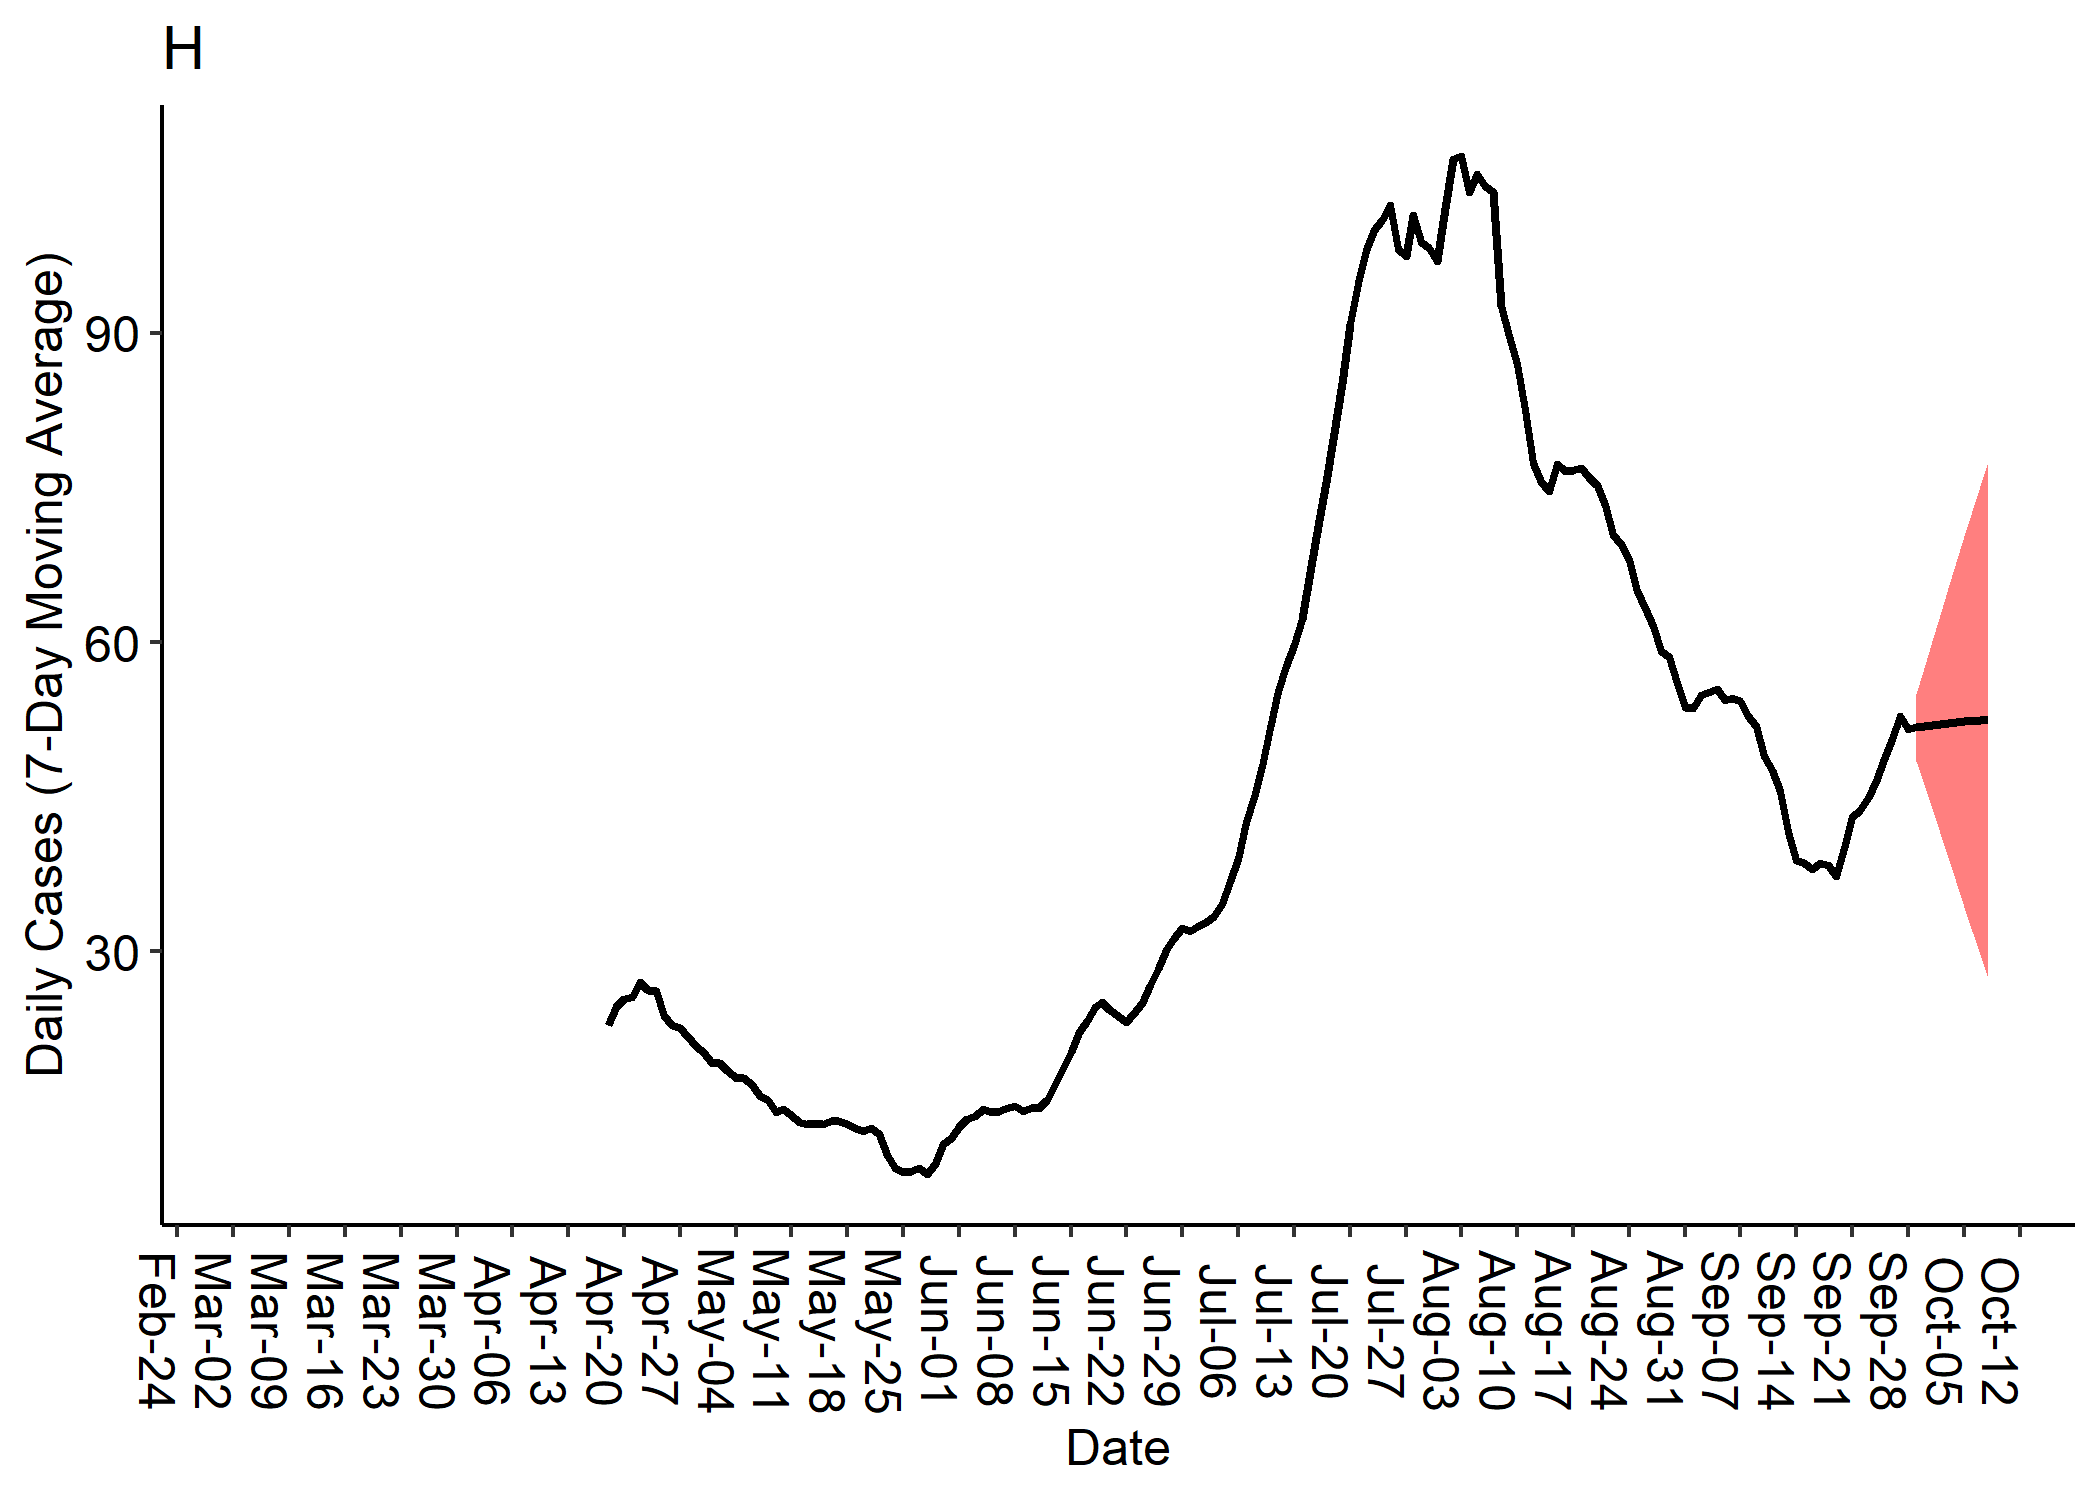 H
Daily Cases (7-Day Moving Average)
90
60
30
Feb-24
Mar-02
Mar-09
Mar-16
Mar-23
Mar-30
Apr-06
Apr-13
Apr-20
Apr-27
May-04
May-11
May-18
May-25
Jun-01
Jun-08
Jun-15
Jun-22
Jun-29
Jul-06
Jul-13
Jul-20
Jul-27
Aug-03
Aug-10
Aug-17
Aug-24
Aug-31
Sep-07
Sep-14
Sep-21
Sep-28
Oct-05
Oct-12
Date